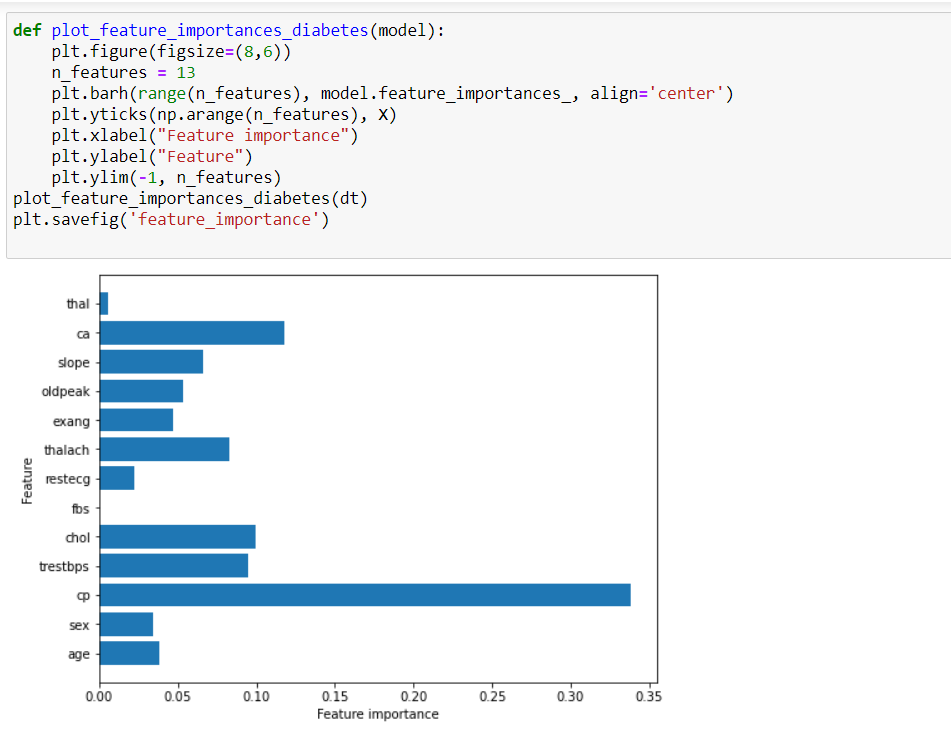 def plot_feature_importances_diabetes(model):
    plt.figure(figsize=(8,6))
    n_features = 13
    plt.barh(range(n_features), model.feature_importances_, align='center')
    plt.yticks(np.arange(n_features), X)
    plt.xlabel("Feature importance")
    plt.ylabel("Feature")
    plt.ylim(-1, n_features)
plot_feature_importances_diabetes(dt)
plt.savefig('feature_importance')
thal
ca
slope
oldpeak
exang
thalach
restecg
fbs
chol
trestbps
cp
sex
age
Feature
0.00 0.05 0.10 0.15 0.20 0.25 0.30 0.35
Feature importance